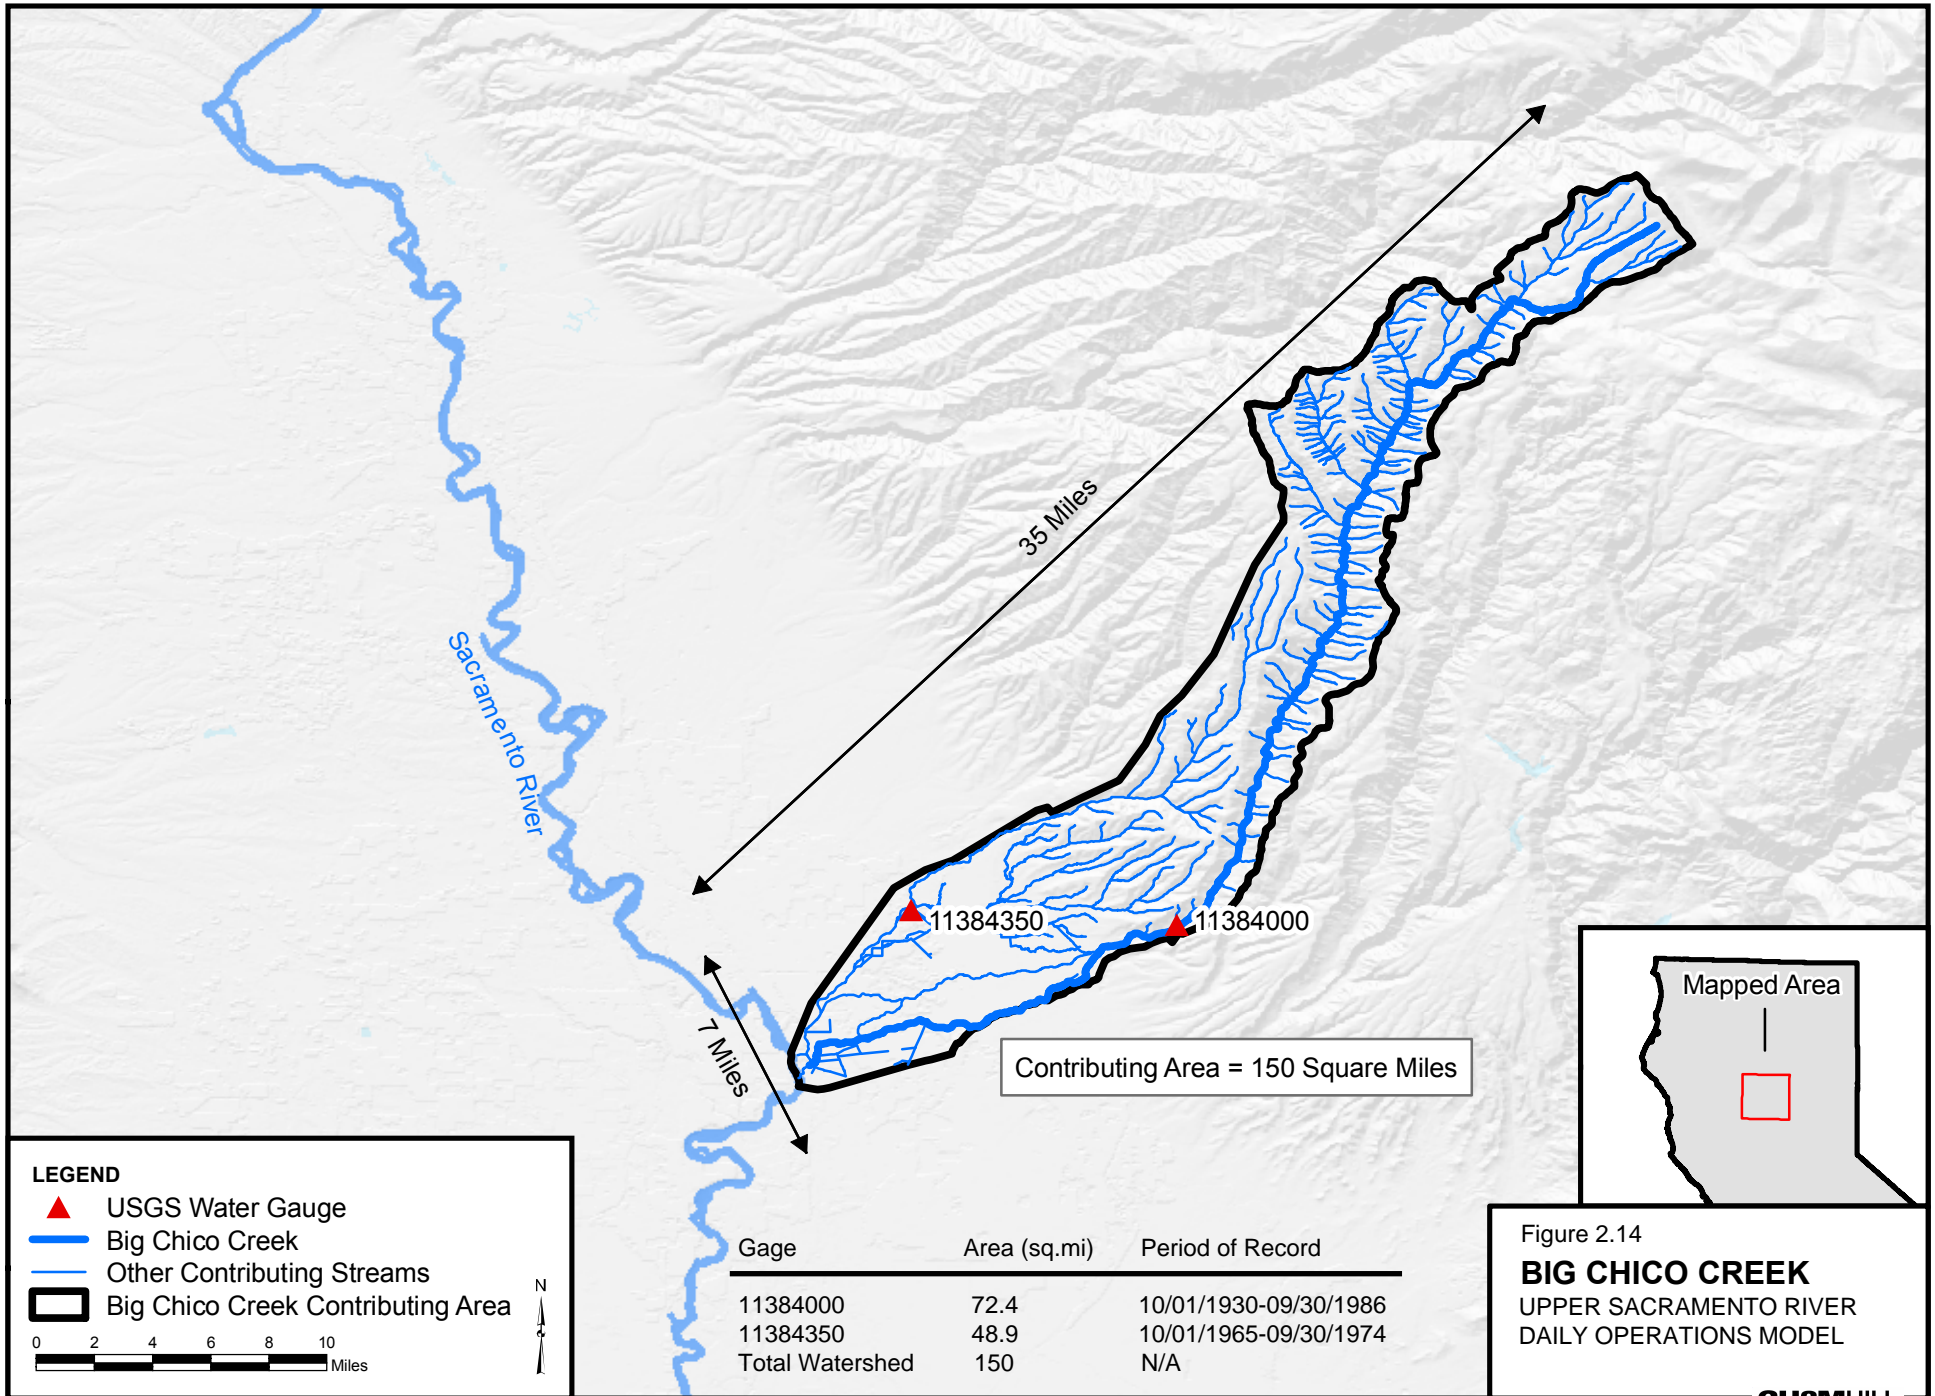 35 Miles
Sacramento River
11384350
11384000
7 Miles
Contributing Area = 150 Square Miles
Mapped Area
LEGEND
USGS Water Gauge
Big Chico Creek
Other Contributing Streams
Big Chico Creek Contributing Area
N
0 2 4 6 8 10
Miles
Gage Area (sq.mi) Period of Record
11384000 72.4 10/01/1930-09/30/1986
11384350 48.9 10/01/1965-09/30/1974
Total Watershed 150 N/A
Figure 2.14
BIG CHICO CREEK
UPPER SACRAMENTO RIVER
DAILY OPERATIONS MODEL